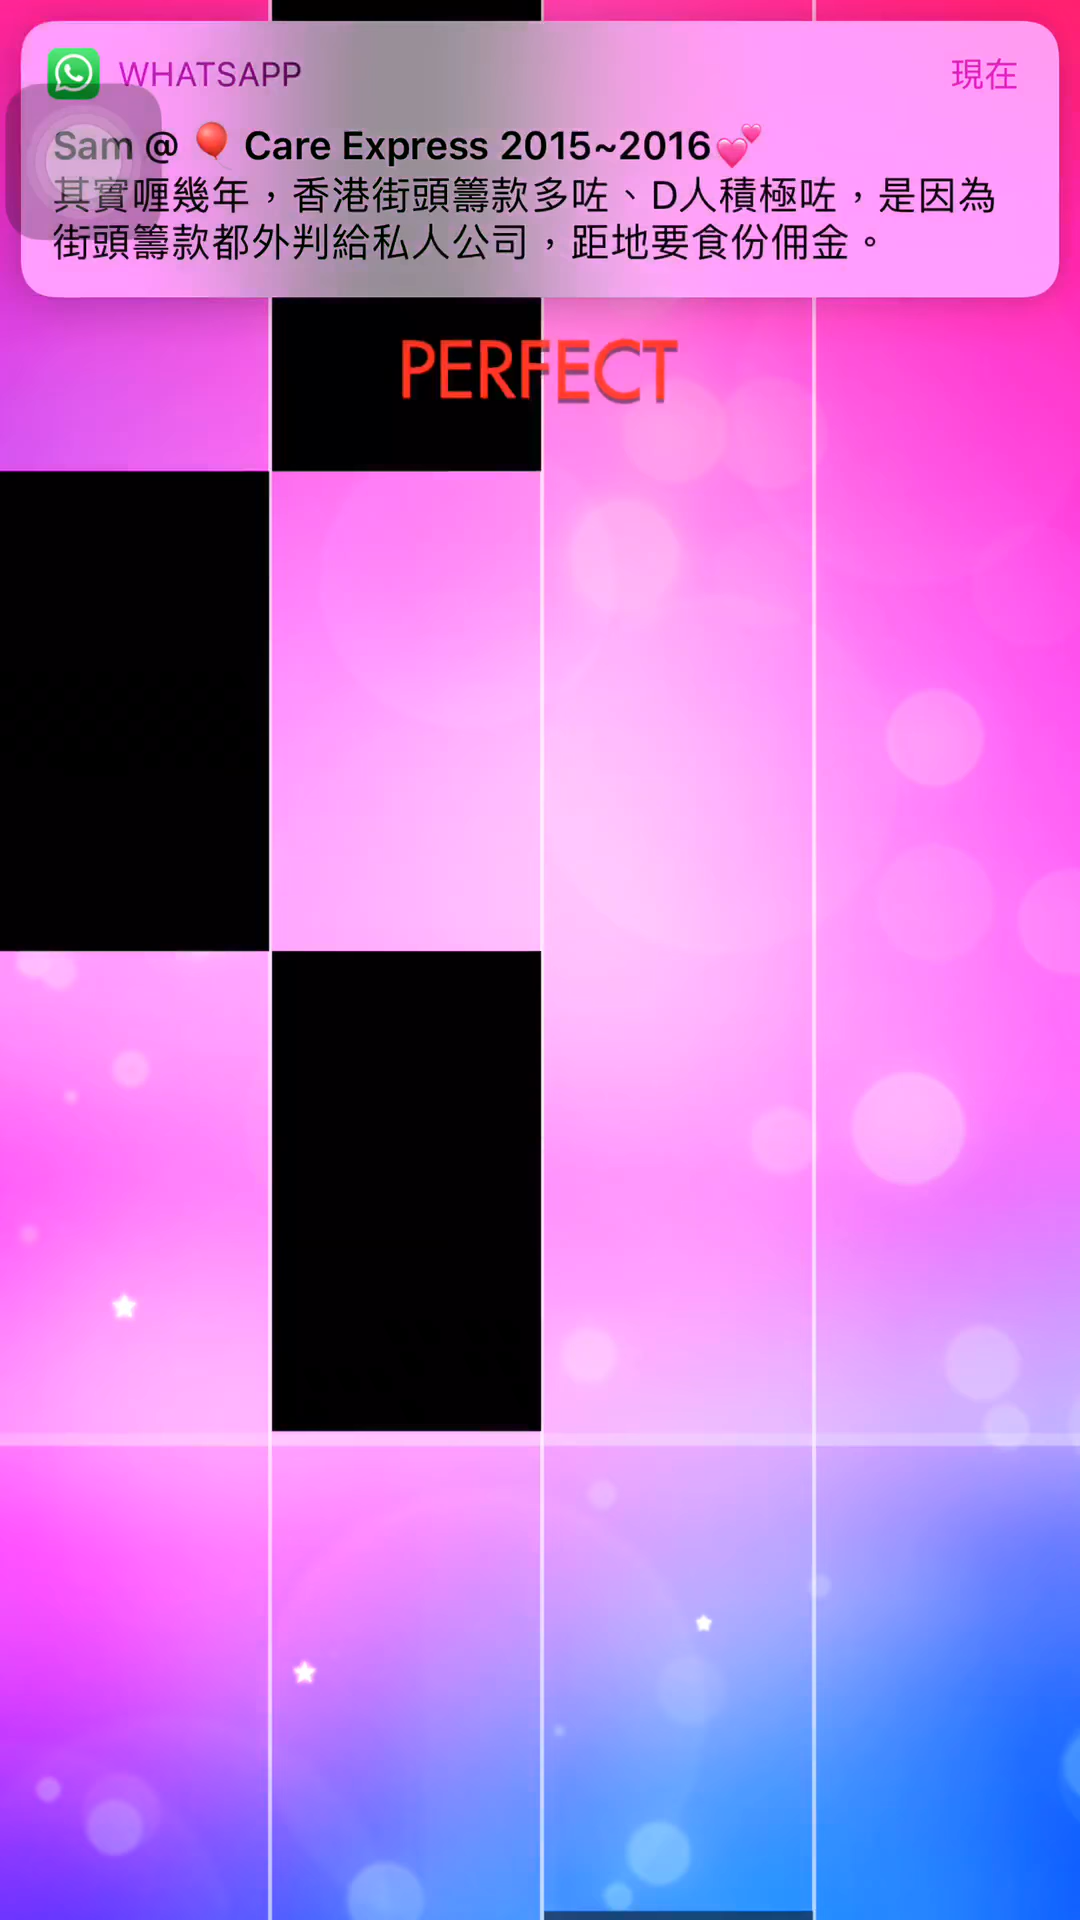 WHATSAPP 現在
Sam @ 🎈 Care Express 2015~2016💕
其實喱幾年，香港街頭籌款多咗、D人積極咗，是因為
街頭籌款都外判給私人公司，距地要食份佣金。
PERFECT